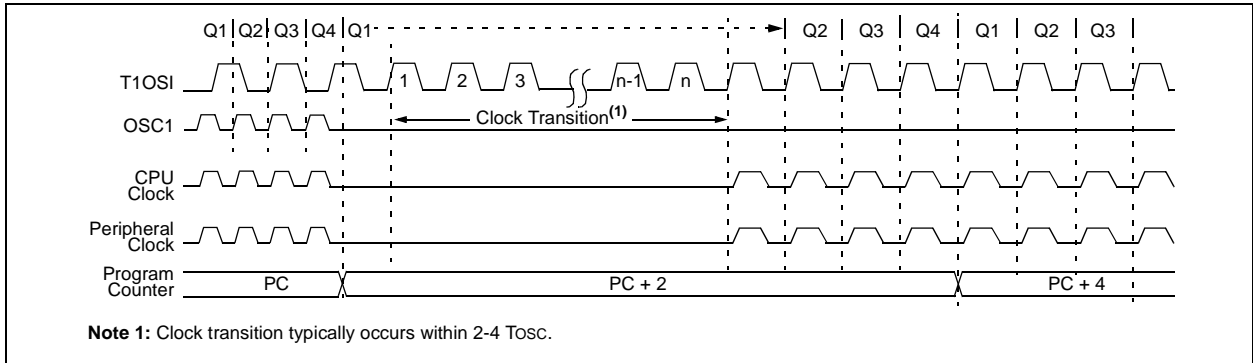 Q1 Q2 Q3 Q4 Q1 Q2 Q3 Q4 Q1 Q2 Q3
T1OSI 1 2 3 n-1 n
Clock Transition(1)
OSC1
CPU
Clock
Peripheral
Clock
Program
Counter PC PC + 2 PC + 4
Note 1: Clock transition typically occurs within 2-4 TOSC.